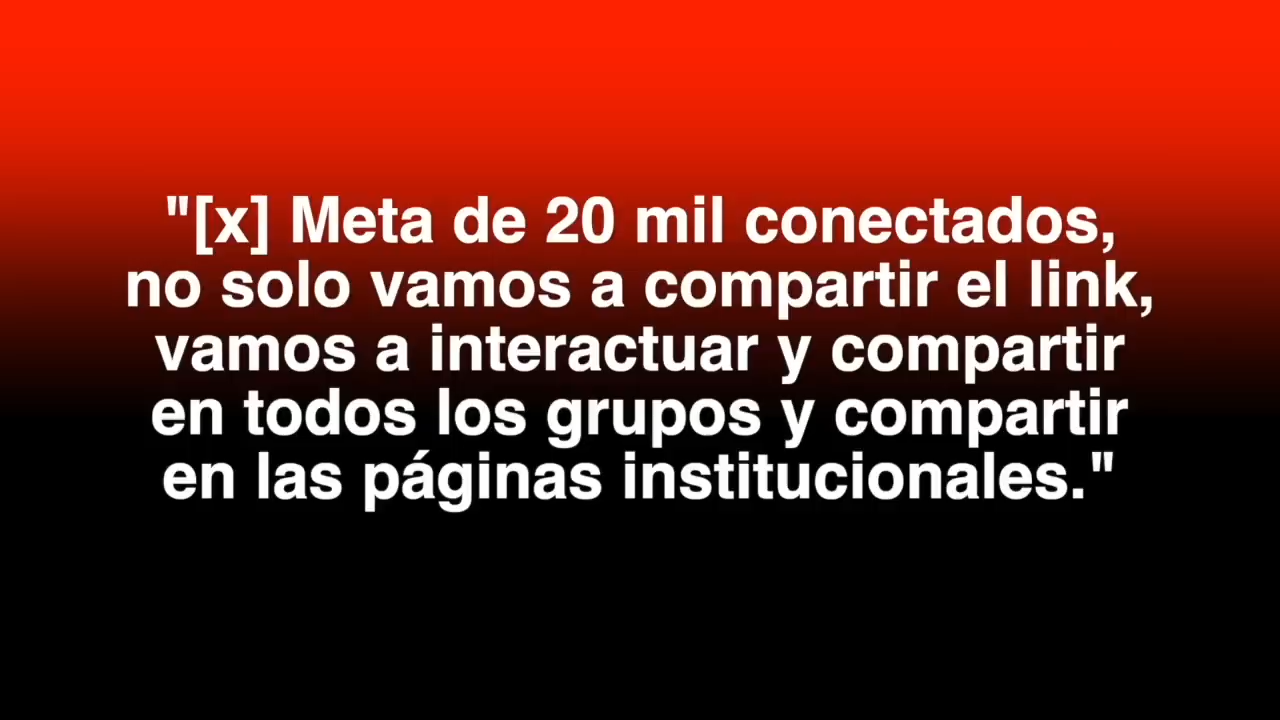 "[x] Meta de 20 mil conectados,
no solo vamos a compartir el link,
vamos a interactuar y compartir
en todos los grupos y compartir
en las páginas institucionales."